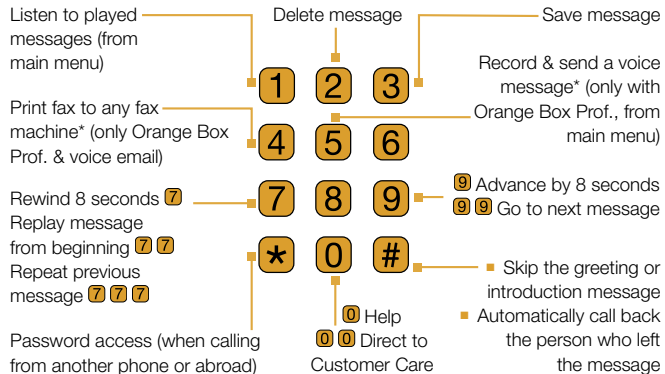 Listen to played
messages (from
main menu)
Delete message
Save message
Record & send a voice
message* (only with
Orange Box Prof., from
main menu)
Print fax to any fax
machine* (only Orange Box
Prof. & voice email)
1 2 3
4 5 6
7 8 9
* 0 #
Rewind 8 seconds 7
Replay message
from beginning 7 7
Repeat previous
message 7 7 7
9 Advance by 8 seconds
9 9 Go to next message
Password access (when calling
from another phone or abroad)
0 Help
0 0 Direct to
Customer Care
■ Skip the greeting or
introduction message
■ Automatically call back
the person who left
the message